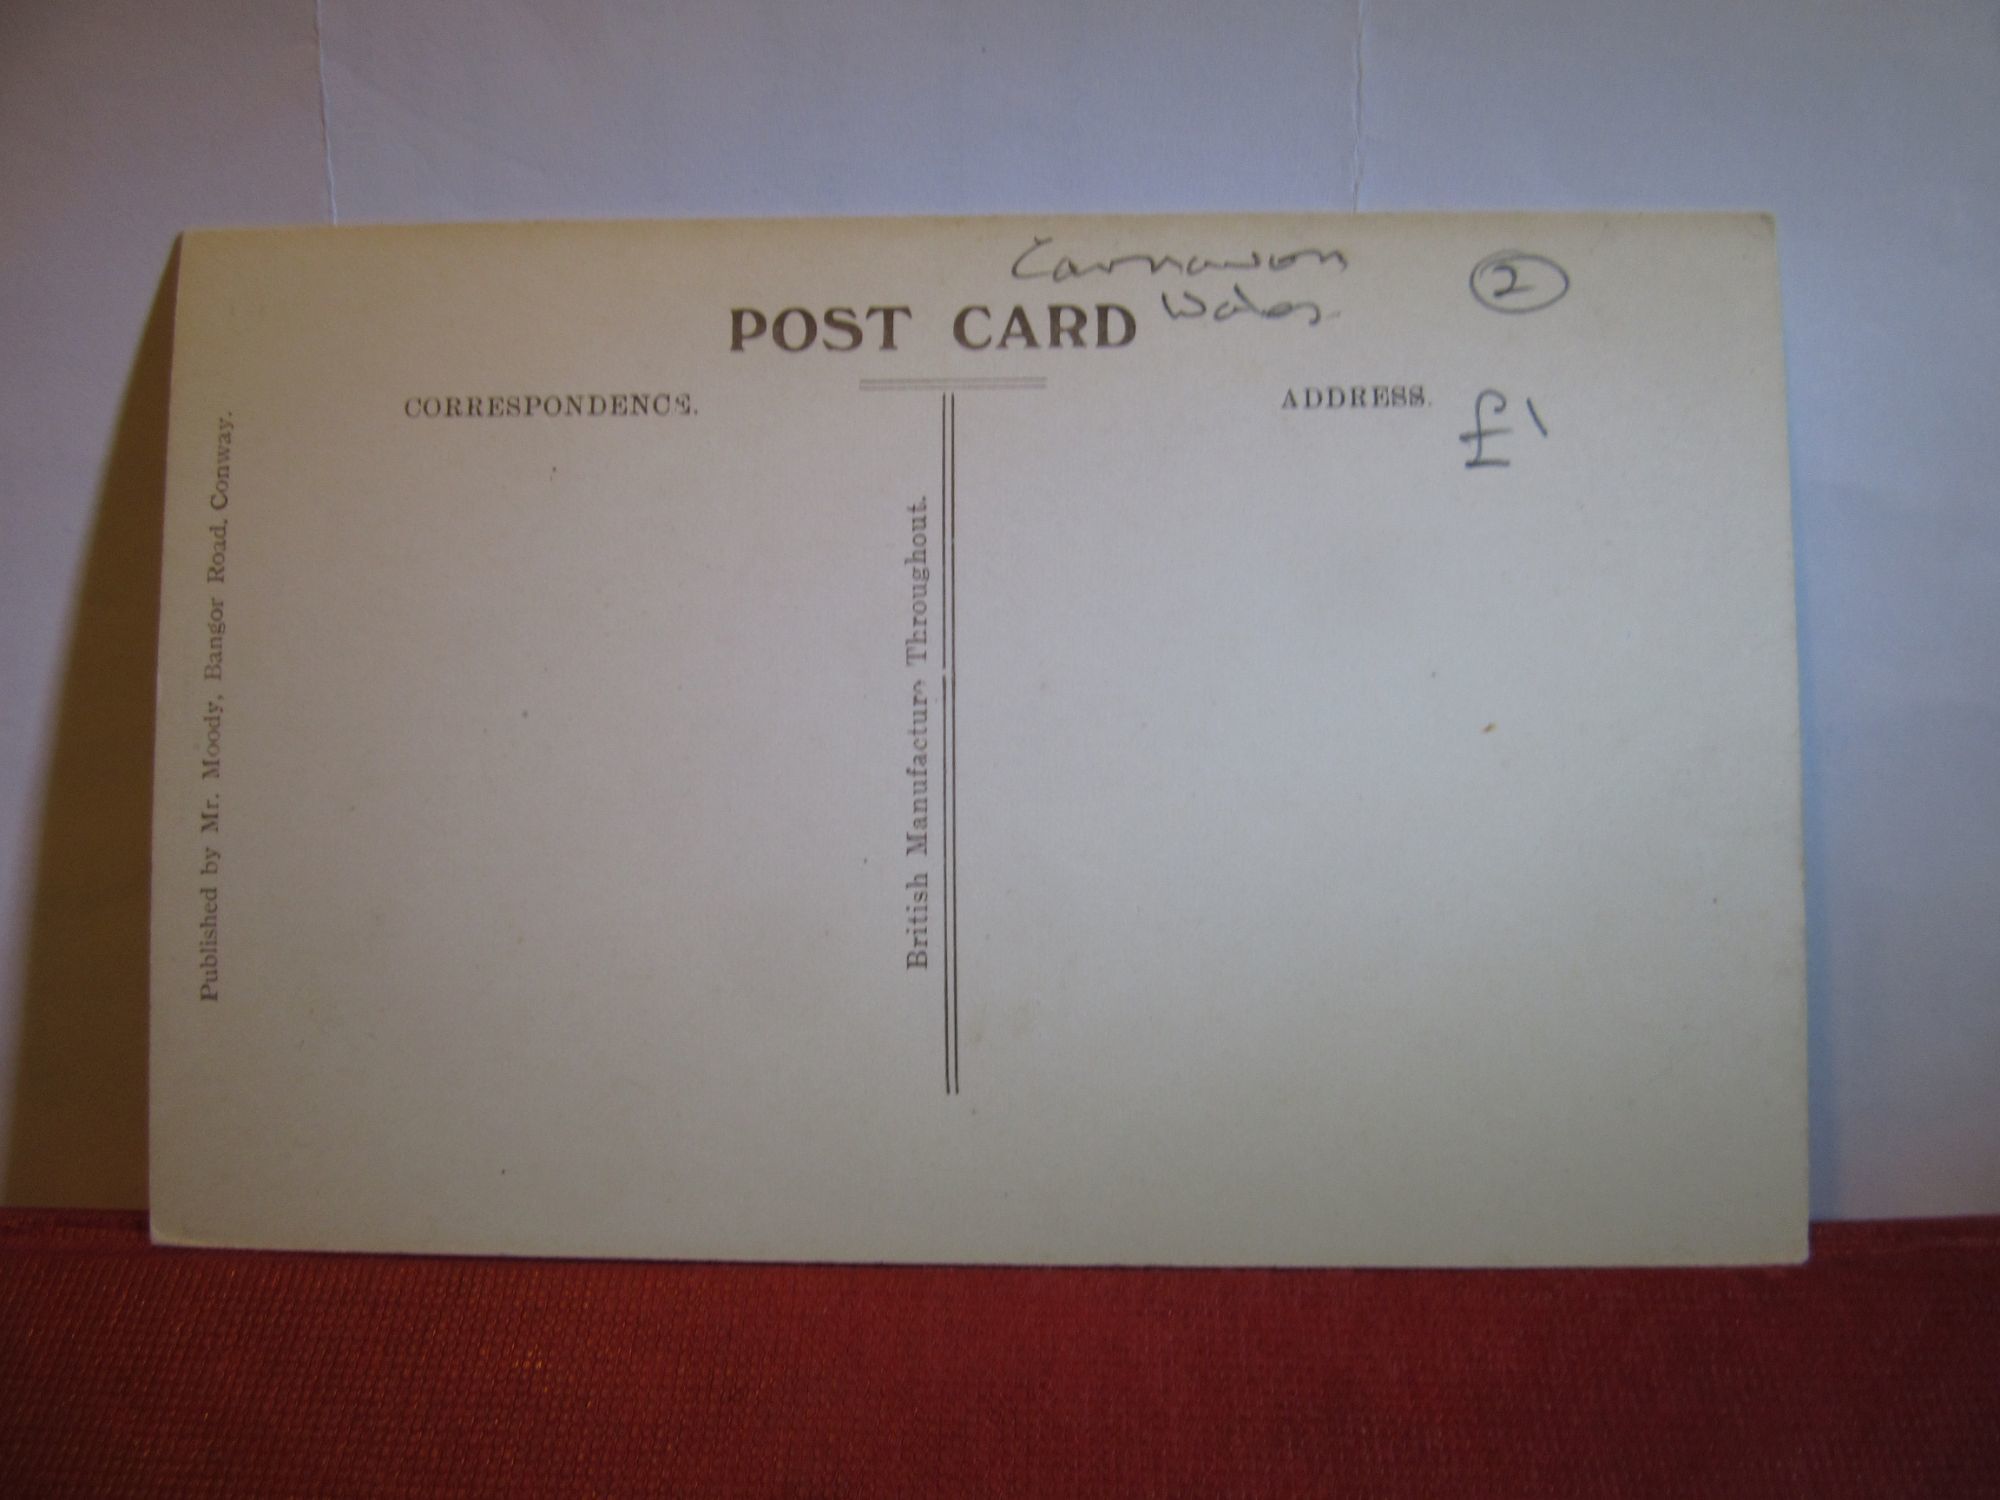 Carnarvon
Wales
2
POST CARD
CORRESPONDENCE.
ADDRESS.
£1
Published by Mr. Moody, Bangor Road, Conway.
British Manufacture Throughout.